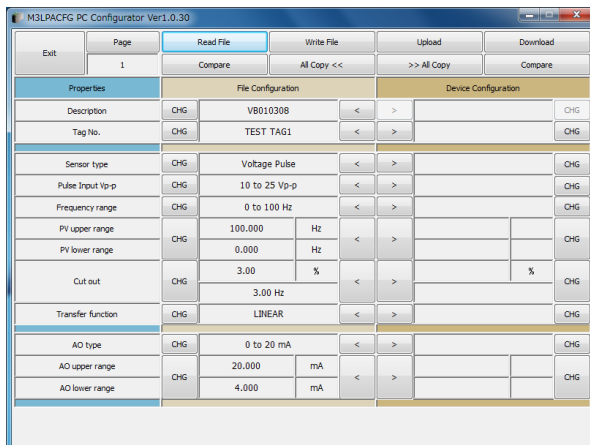 M3LPACFG PC Configurator Ver1.0.30
Exit Page Read File Write File Upload Download
1 Compare All Copy << >> All Copy Compare
Properties File Configuration Device Configuration
Description CHG VB010308 < > CHG
Tag No. CHG TEST TAG1 < > CHG
Sensor type CHG Voltage Pulse < > CHG
Pulse Input Vp-p CHG 10 to 25 Vp-p < > CHG
Frequency range CHG 0 to 100 Hz < > CHG
PV upper range CHG 100.000 Hz < > CHG
PV lower range 0.000 Hz
Cut out CHG 3.00 % < > % CHG
3.00 Hz
Transfer function CHG LINEAR < > CHG
AO type CHG 0 to 20 mA < > CHG
AO upper range CHG 20.000 mA < > CHG
AO lower range 4.000 mA